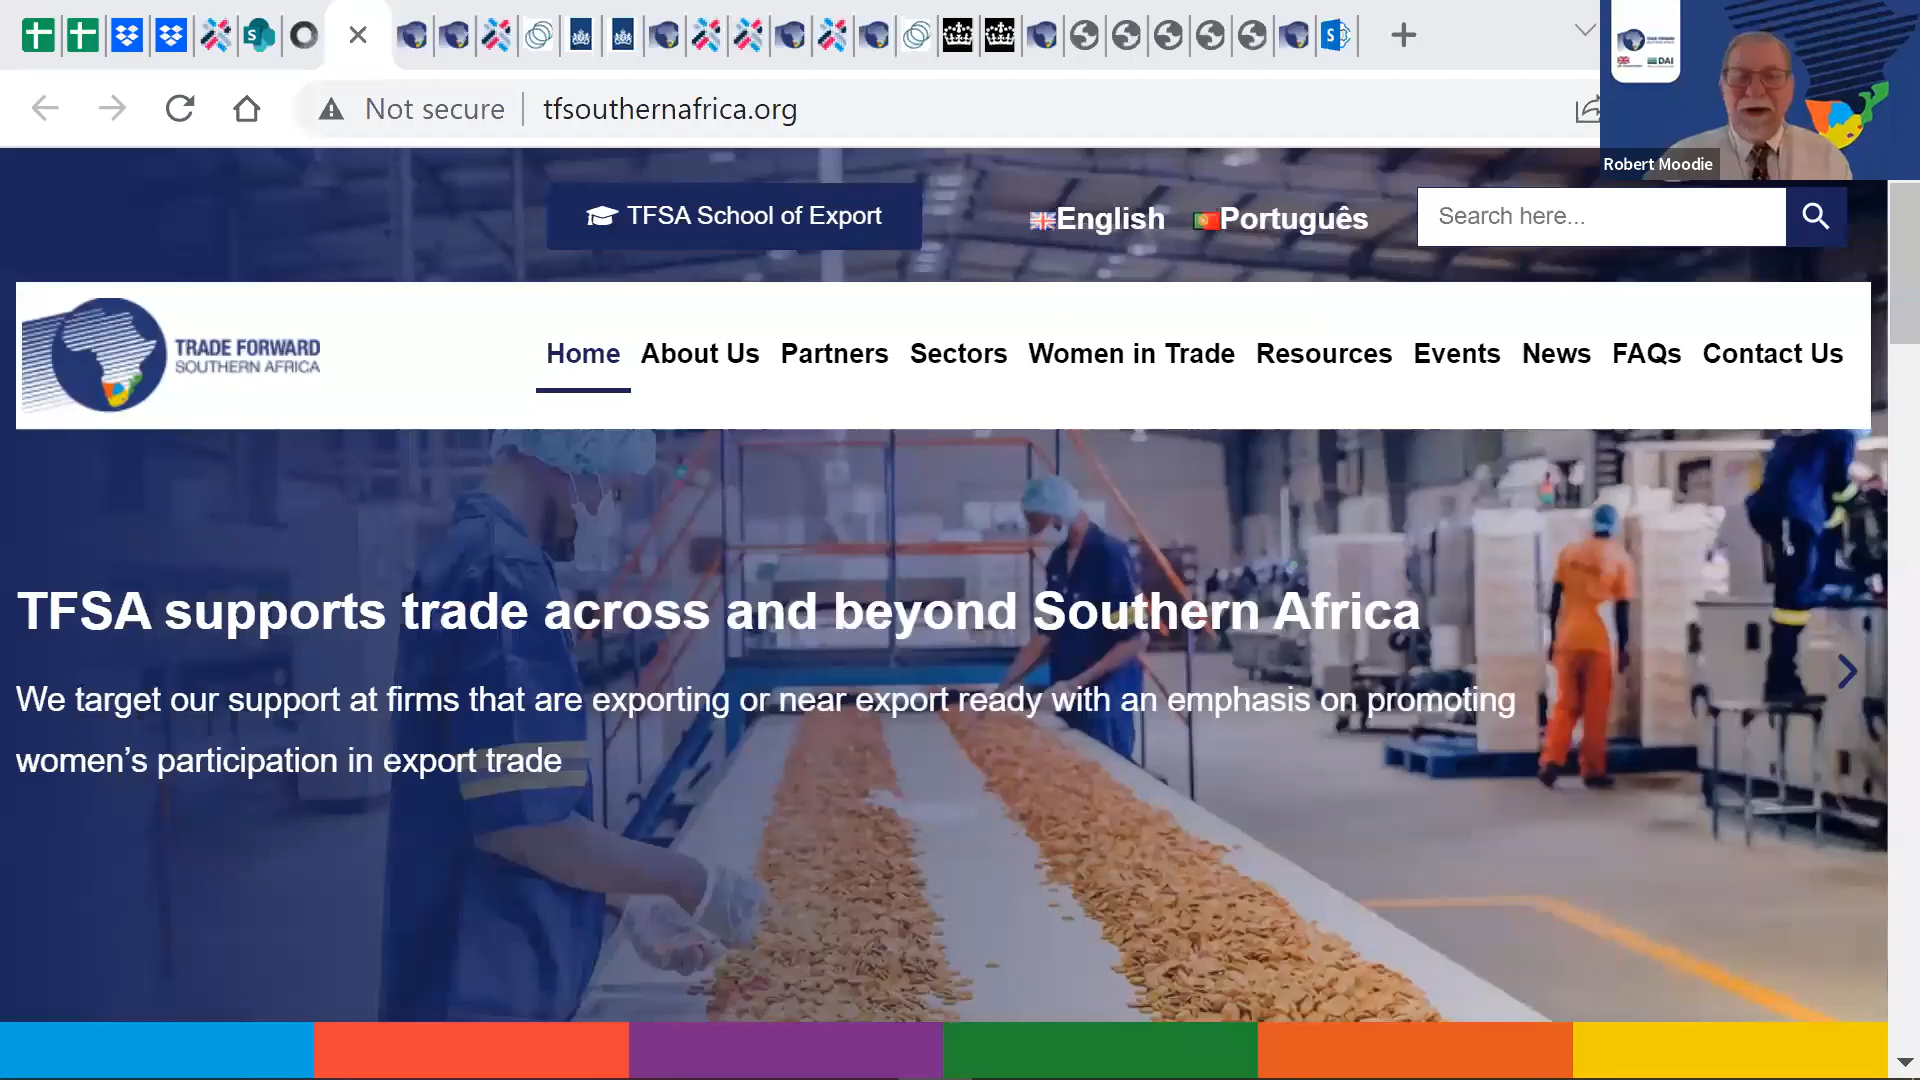 Not secure
tfsouthernafrica.org
Robert Moodie
DAI
TFSA School of Export
English
Português
Search here...
TRADE FORWARD
SOUTHERN AFRICA
Home
About Us
Partners
Sectors
Women in Trade
Resources
Events
News
FAQs
Contact Us
TFSA supports trade across and beyond Southern Africa
We target our support at firms that are exporting or near export ready with an emphasis on promoting
women’s participation in export trade